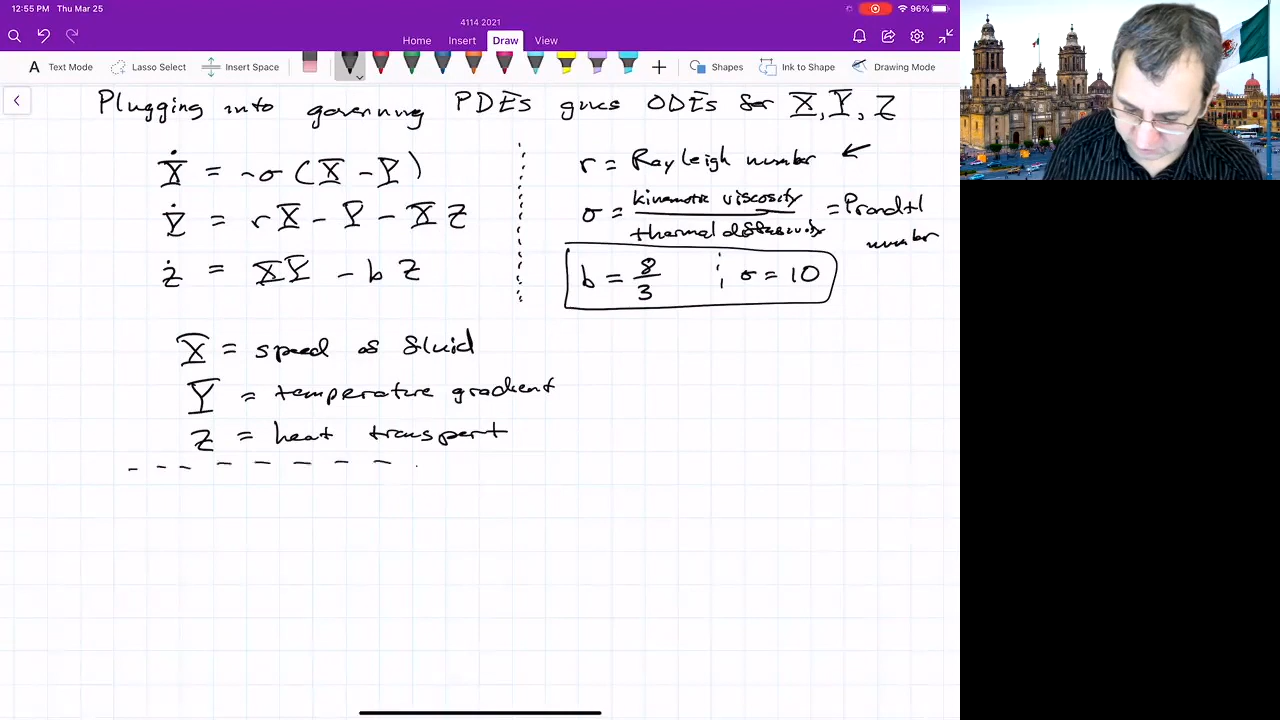 12:55 PM Thu Mar 25
96%
4114 2021
Home Insert Draw View
Text Mode Lasso Select Insert Space Shapes Ink to Shape Drawing Mode
Plugging into governing PDEs gives ODEs for X, Y, Z
Ẋ = -σ (X - Y)
Ẏ = rX - Y - XZ
Ż = XY - bZ
r = Rayleigh number ←
σ = kinematic viscosity / thermal diffusivity = Prandtl number
b = 8/3 σ = 10
X = speed of fluid
Y = temperature gradient
Z = heat transport